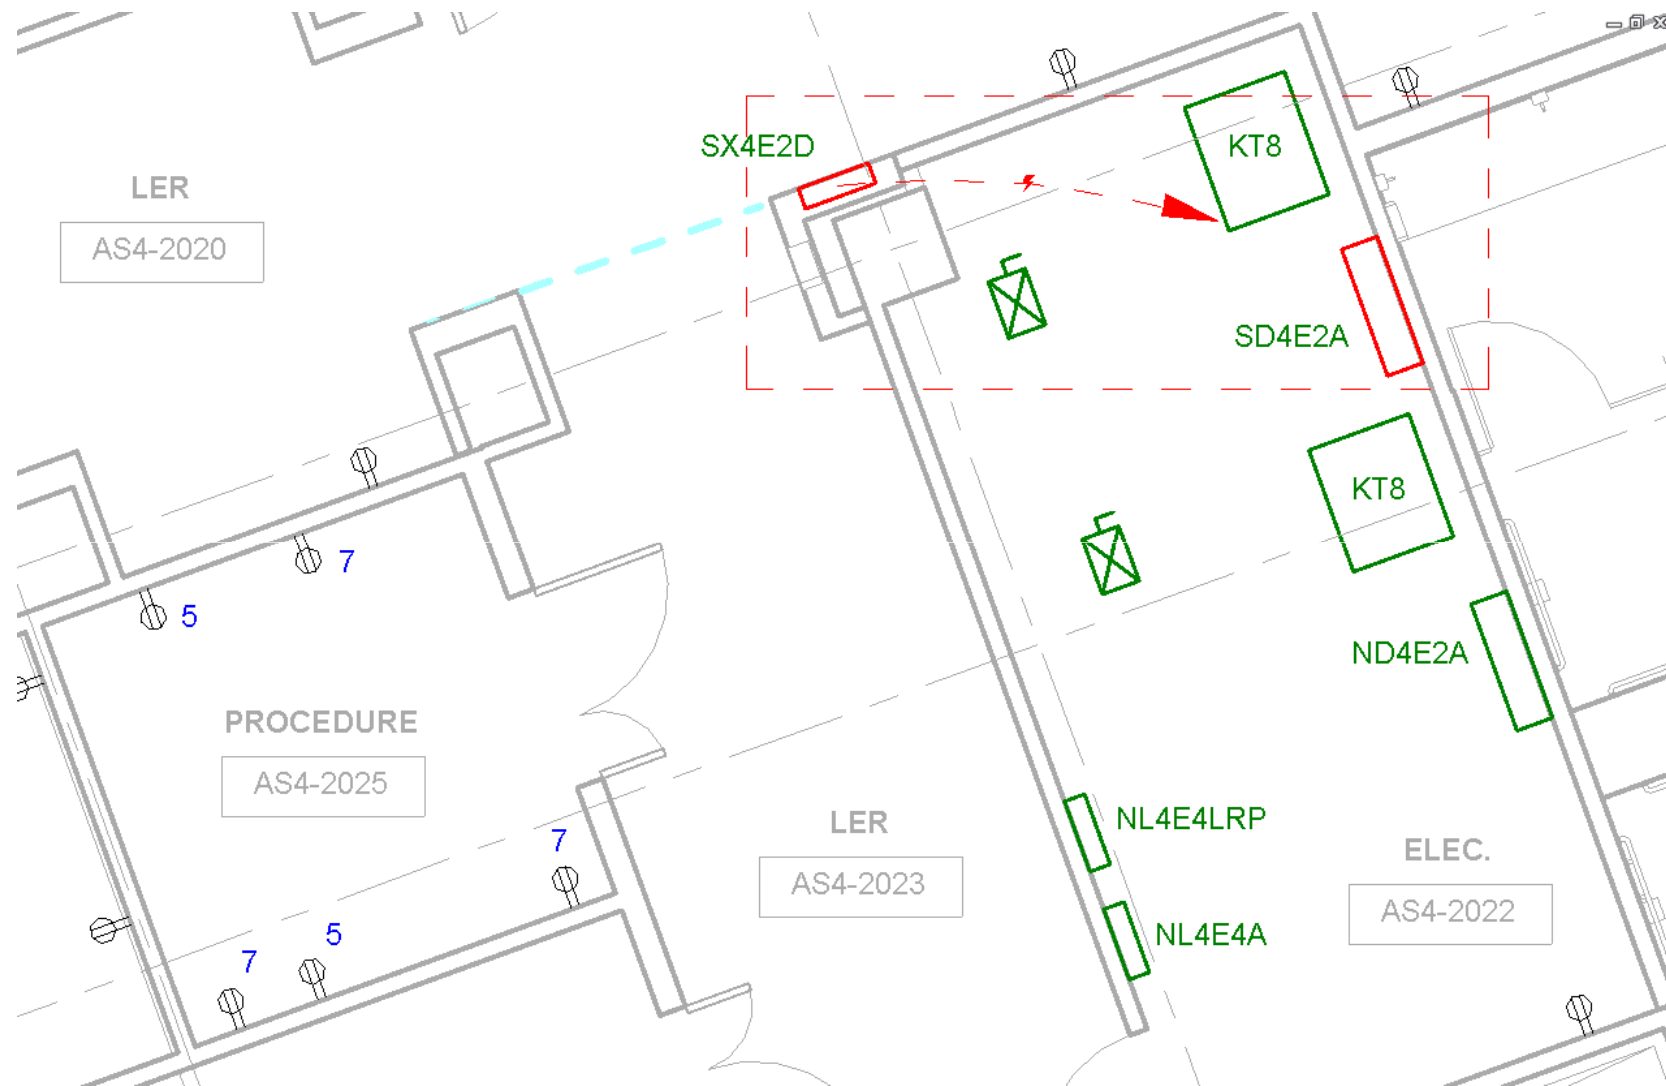 SX4E2D
KT8
LER
AS4-2020
SD4E2A
KT8
7
5
ND4E2A
PROCEDURE
AS4-2025
NL4E4LRP
LER
AS4-2023
7
ELEC.
AS4-2022
5
NL4E4A
7